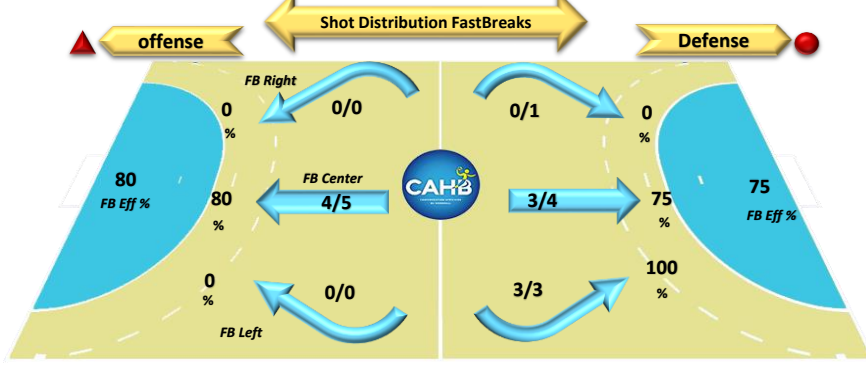 Shot Distribution FastBreaks
offense
Defense
FB Right
0
%
0/0
0/1
0
%
80
FB Eff %
80
%
FB Center
4/5
CAHB
3/4
75
%
75
FB Eff %
0
%
0/0
3/3
100
%
FB Left